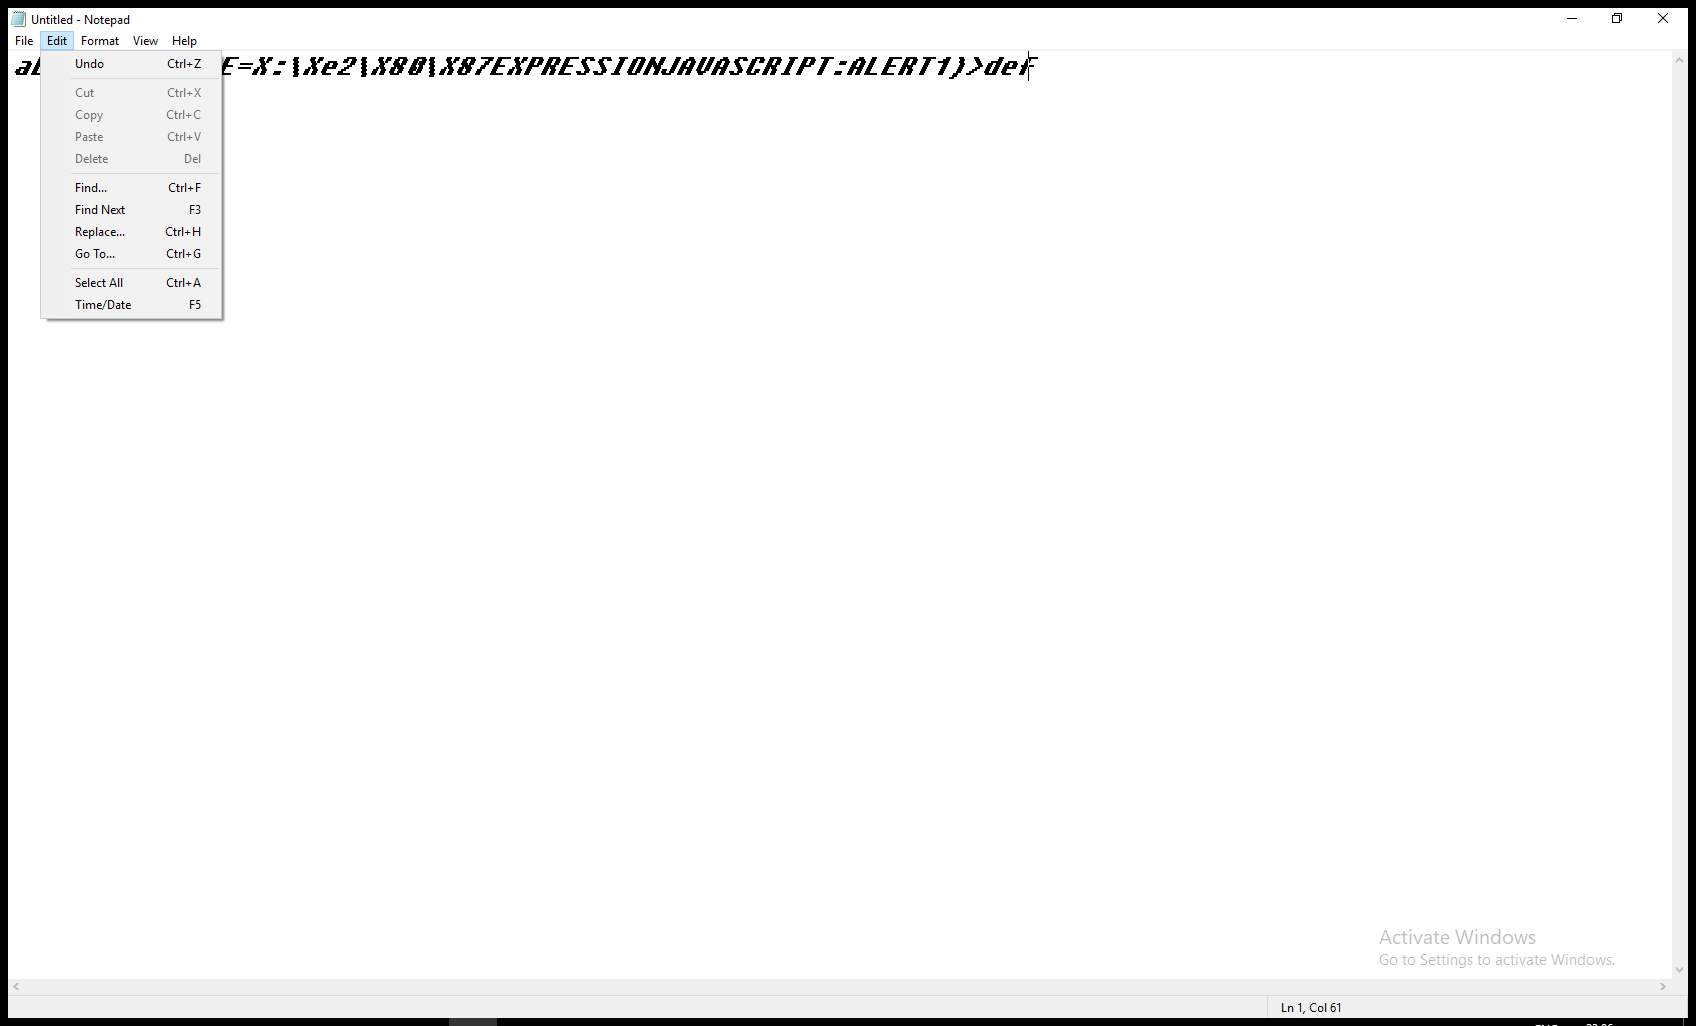 Untitled - Notepad
File Edit Format View Help
E=X:\Xe2\X80\X87EXPRESSIONJAVASCRIPT:ALERT1)>def
Undo Ctrl+Z
Cut Ctrl+X
Copy Ctrl+C
Paste Ctrl+V
Delete Del
Find... Ctrl+F
Find Next F3
Replace... Ctrl+H
Go To... Ctrl+G
Select All Ctrl+A
Time/Date F5
Activate Windows
Go to Settings to activate Windows.
Ln 1, Col 61